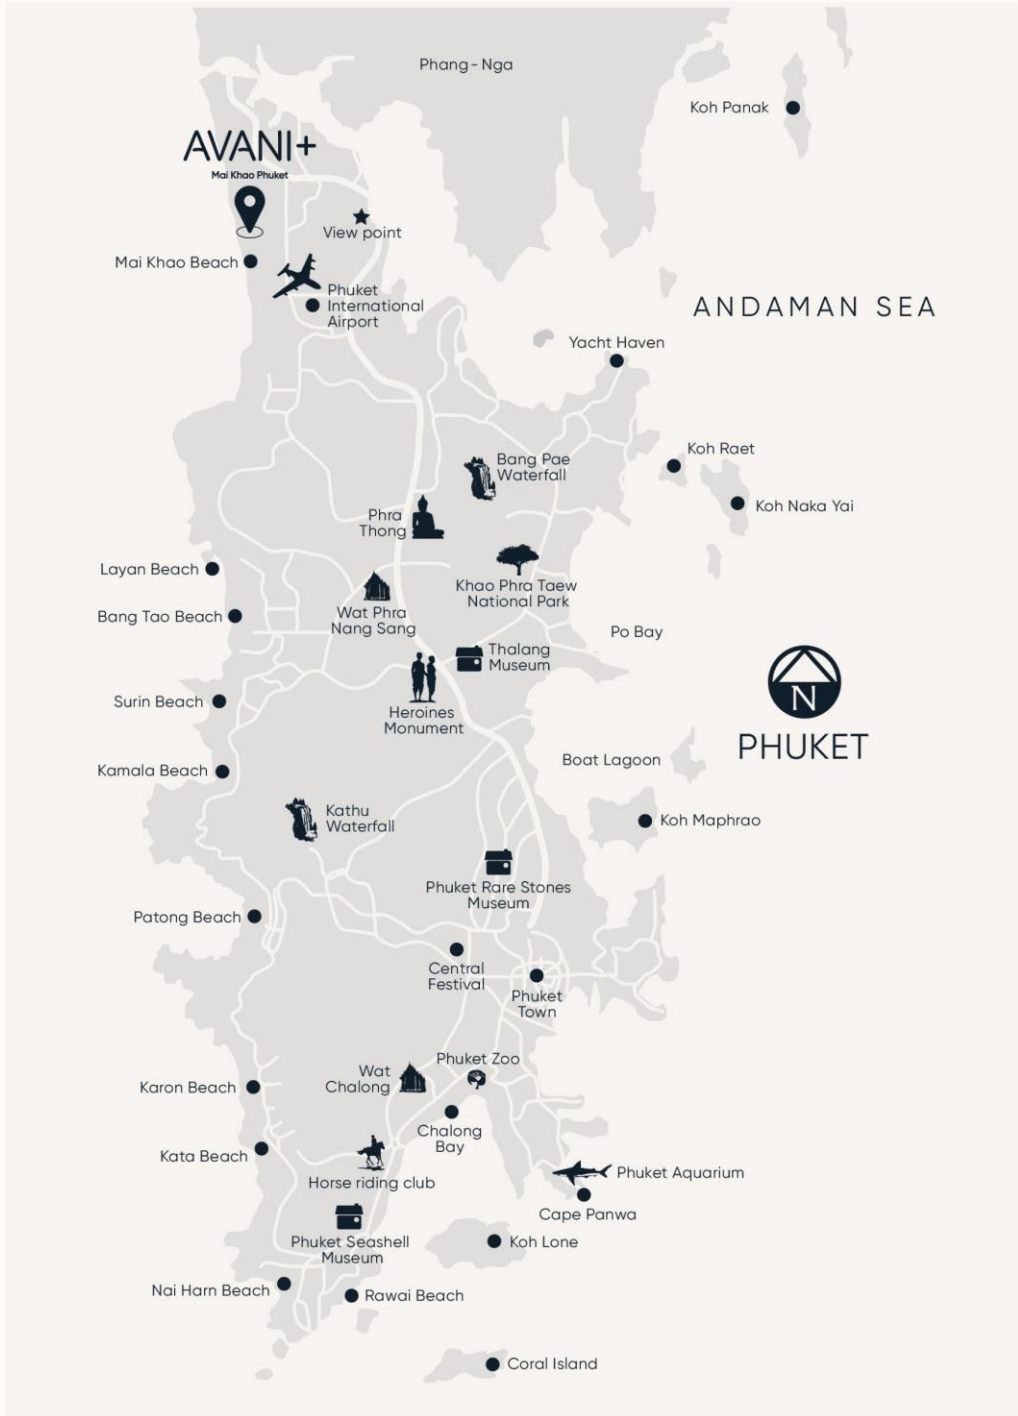 Phang-Nga
Koh Panak
AVANI+
Mai Khao Phuket
View point
Mai Khao Beach
Phuket
International
Airport
ANDAMAN SEA
Yacht Haven
Koh Raet
Bang Pae
Waterfall
Koh Naka Yai
Phra
Thong
Layan Beach
Khao Phra Taew
National Park
Bang Tao Beach
Wat Phra
Nang Sang
Po Bay
Thalang
Museum
Surin Beach
Heroines
Monument
N
PHUKET
Boat Lagoon
Kamala Beach
Kathu
Waterfall
Koh Maphrao
Phuket Rare Stones
Museum
Patong Beach
Central
Festival
Phuket
Town
Phuket Zoo
Wat
Chalong
Karon Beach
Chalong
Bay
Kata Beach
Horse riding club
Phuket Aquarium
Cape Panwa
Phuket Seashell
Museum
Koh Lone
Nai Harn Beach
Rawai Beach
Coral Island